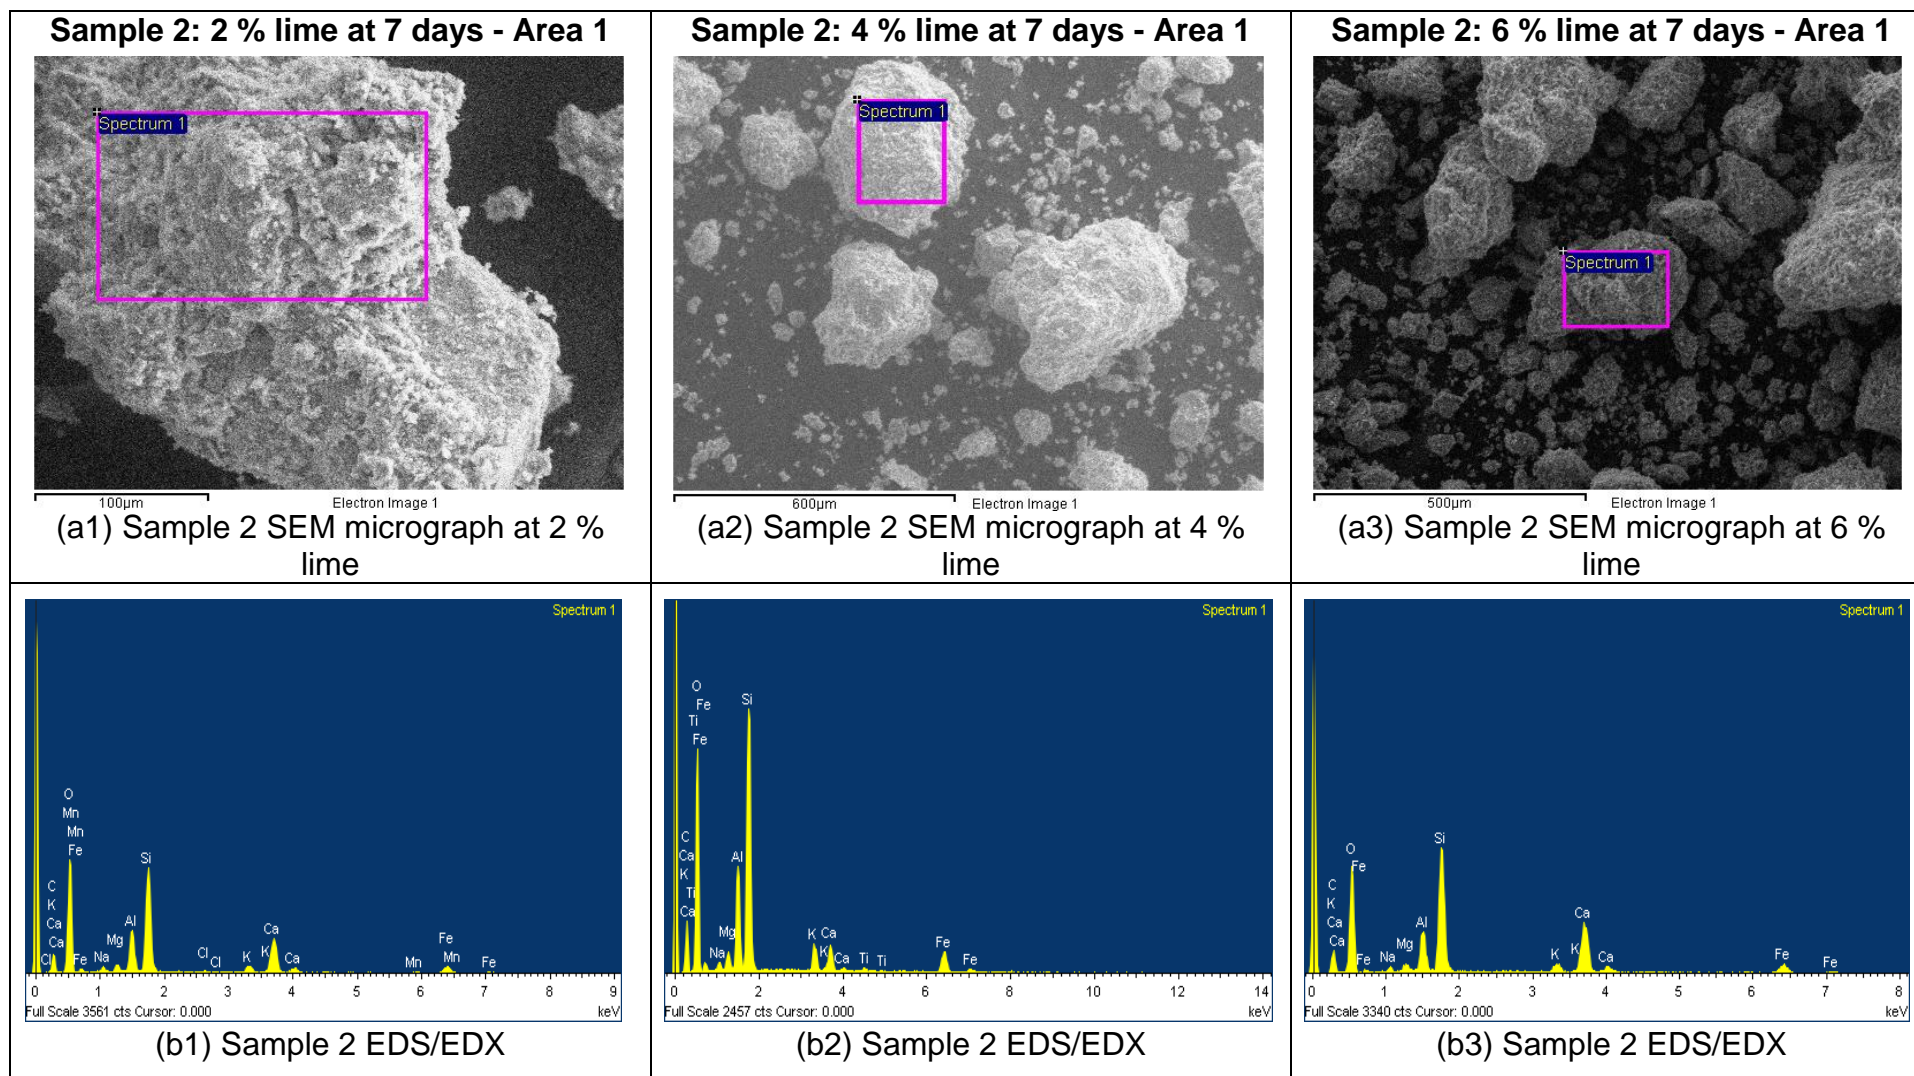 Sample 2: 2 % lime at 7 days - Area 1
Spectrum 1
100µm
Electron Image 1
(a1) Sample 2 SEM micrograph at 2 %
lime
Sample 2: 4 % lime at 7 days - Area 1
Spectrum 1
600µm
Electron Image 1
(a2) Sample 2 SEM micrograph at 4 %
lime
Sample 2: 6 % lime at 7 days - Area 1
Spectrum 1
500µm
Electron Image 1
(a3) Sample 2 SEM micrograph at 6 %
lime
Spectrum 1
O
Mn
Mn
Fe
Si
C
K
Ca
Ca
Cl
Fe
Na
Mg
Al
Cl
Cl
K
K
Ca
Ca
Mn
Fe
Mn
Fe
0 1 2 3 4 5 6 7 8 9
Full Scale 3561 cts Cursor: 0.000 keV
(b1) Sample 2 EDS/EDX
Spectrum 1
O
Fe
Ti
Fe
Si
C
Ca
K
Ti
Ca
Al
Mg
Na
K
Ca
K
Ca
Ti
Ti
Fe
Fe
0 2 4 6 8 10 12 14
Full Scale 2457 cts Cursor: 0.000 keV
(b2) Sample 2 EDS/EDX
Spectrum 1
O
Fe
Si
C
K
Ca
Ca
Fe
Na
Mg
Al
K
K
Ca
Ca
Fe
Fe
0 1 2 3 4 5 6 7 8
Full Scale 3340 cts Cursor: 0.000 keV
(b3) Sample 2 EDS/EDX